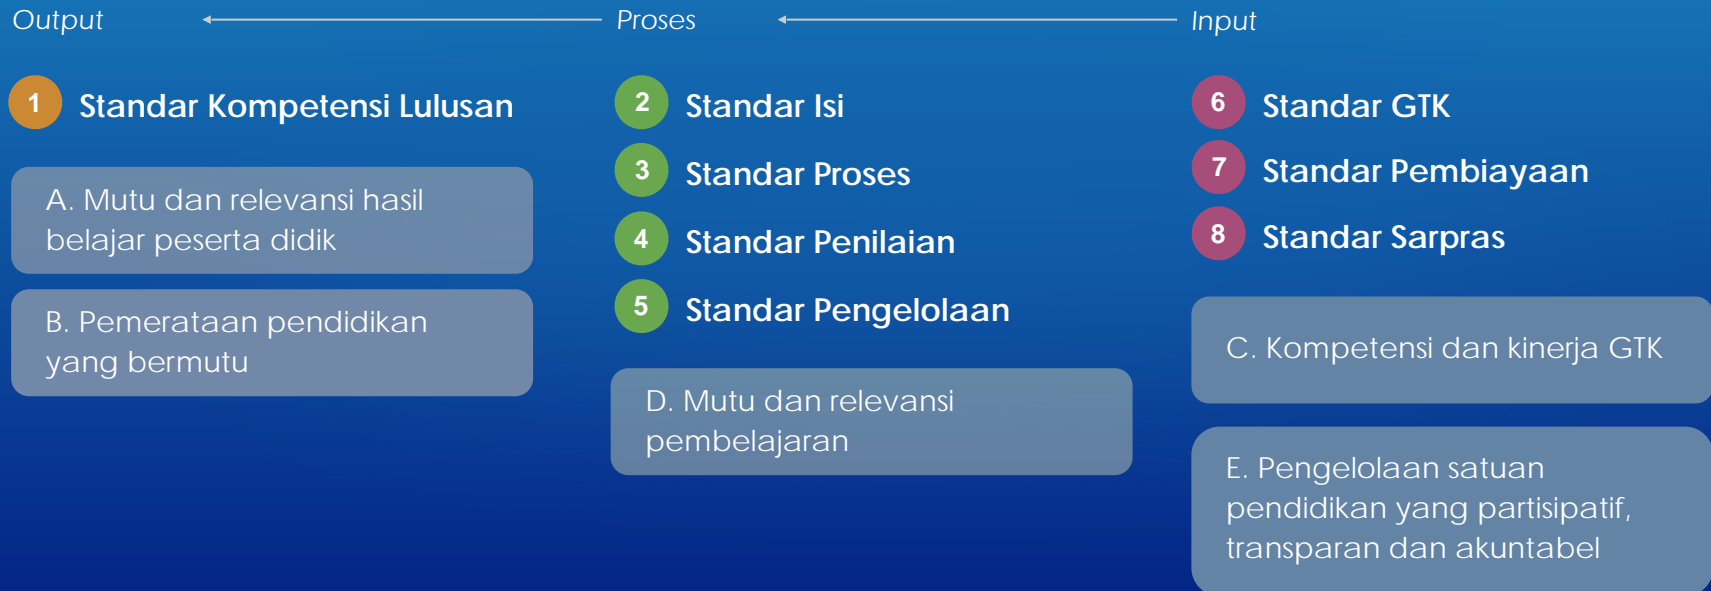 Output
Proses
Input
1 Standar Kompetensi Lulusan
A. Mutu dan relevansi hasil
belajar peserta didik
B. Pemerataan pendidikan
yang bermutu
2 Standar Isi
3 Standar Proses
4 Standar Penilaian
5 Standar Pengelolaan
D. Mutu dan relevansi
pembelajaran
6 Standar GTK
7 Standar Pembiayaan
8 Standar Sarpras
C. Kompetensi dan kinerja GTK
E. Pengelolaan satuan
pendidikan yang partisipatif,
transparan dan akuntabel